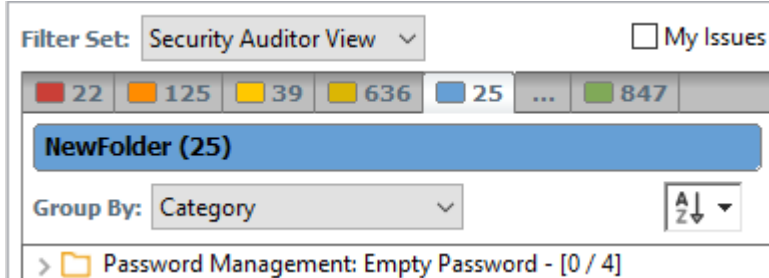 Filter Set: Security Auditor View My Issues
22 125 39 636 25 ... 847
NewFolder (25)
Group By: Category AZ
Password Management: Empty Password - [0 / 4]